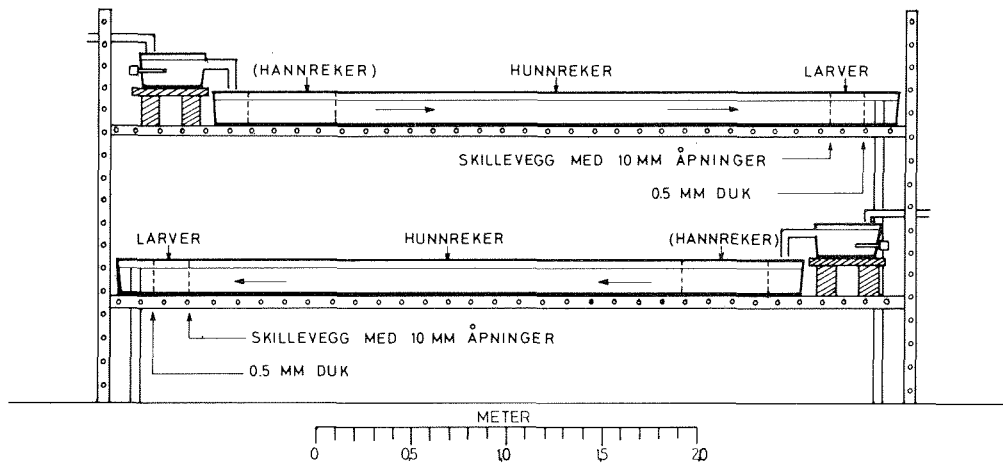 (HANNREKER) HUNNREKER LARVER
SKILLEVEGG MED 10 MM ÅPNINGER
0.5 MM DUK
LARVER HUNNREKER (HANNREKER)
SKILLEVEGG MED 10 MM ÅPNINGER
0.5 MM DUK
METER
0 0,5 1,0 1,5 2,0